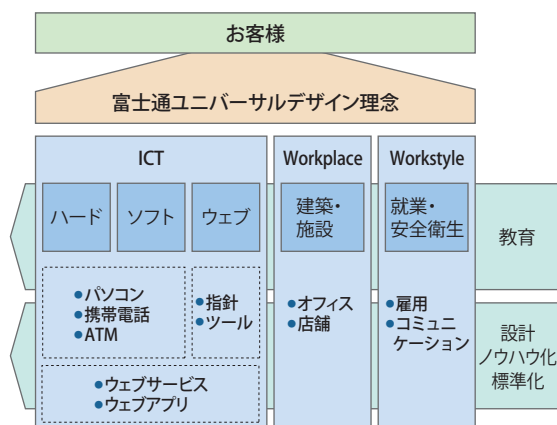 お客様
富士通ユニバーサルデザイン理念
ICT
Workplace
Workstyle
ハード
ソフト
ウェブ
建築・
施設
就業・
安全衛生
教育
●パソコン
●携帯電話
●ATM
●指針
●ツール
●オフィス
●店舗
●雇用
●コミュニ
ケーション
設計
ノウハウ化
標準化
●ウェブサービス
●ウェブアプリ